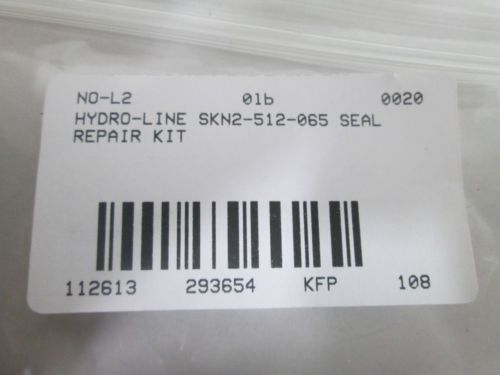 NO-L2 01b 0020
HYDRO-LINE SKN2-512-065 SEAL
REPAIR KIT
112613 293654 KFP 108